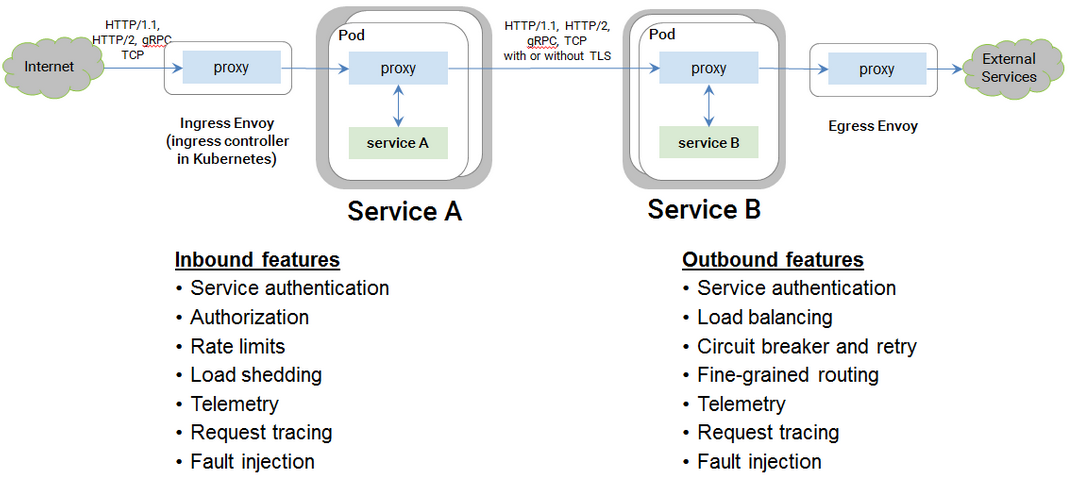 Internet
HTTP/1.1,
HTTP/2, gRPC
TCP
proxy
Ingress Envoy
(ingress controller
in Kubernetes)
Pod
proxy
service A
Service A
HTTP/1.1, HTTP/2,
gRPC, TCP
with or without TLS
Pod
proxy
service B
Service B
proxy
Egress Envoy
External
Services
Inbound features
• Service authentication
• Authorization
• Rate limits
• Load shedding
• Telemetry
• Request tracing
• Fault injection
Outbound features
• Service authentication
• Load balancing
• Circuit breaker and retry
• Fine-grained routing
• Telemetry
• Request tracing
• Fault injection